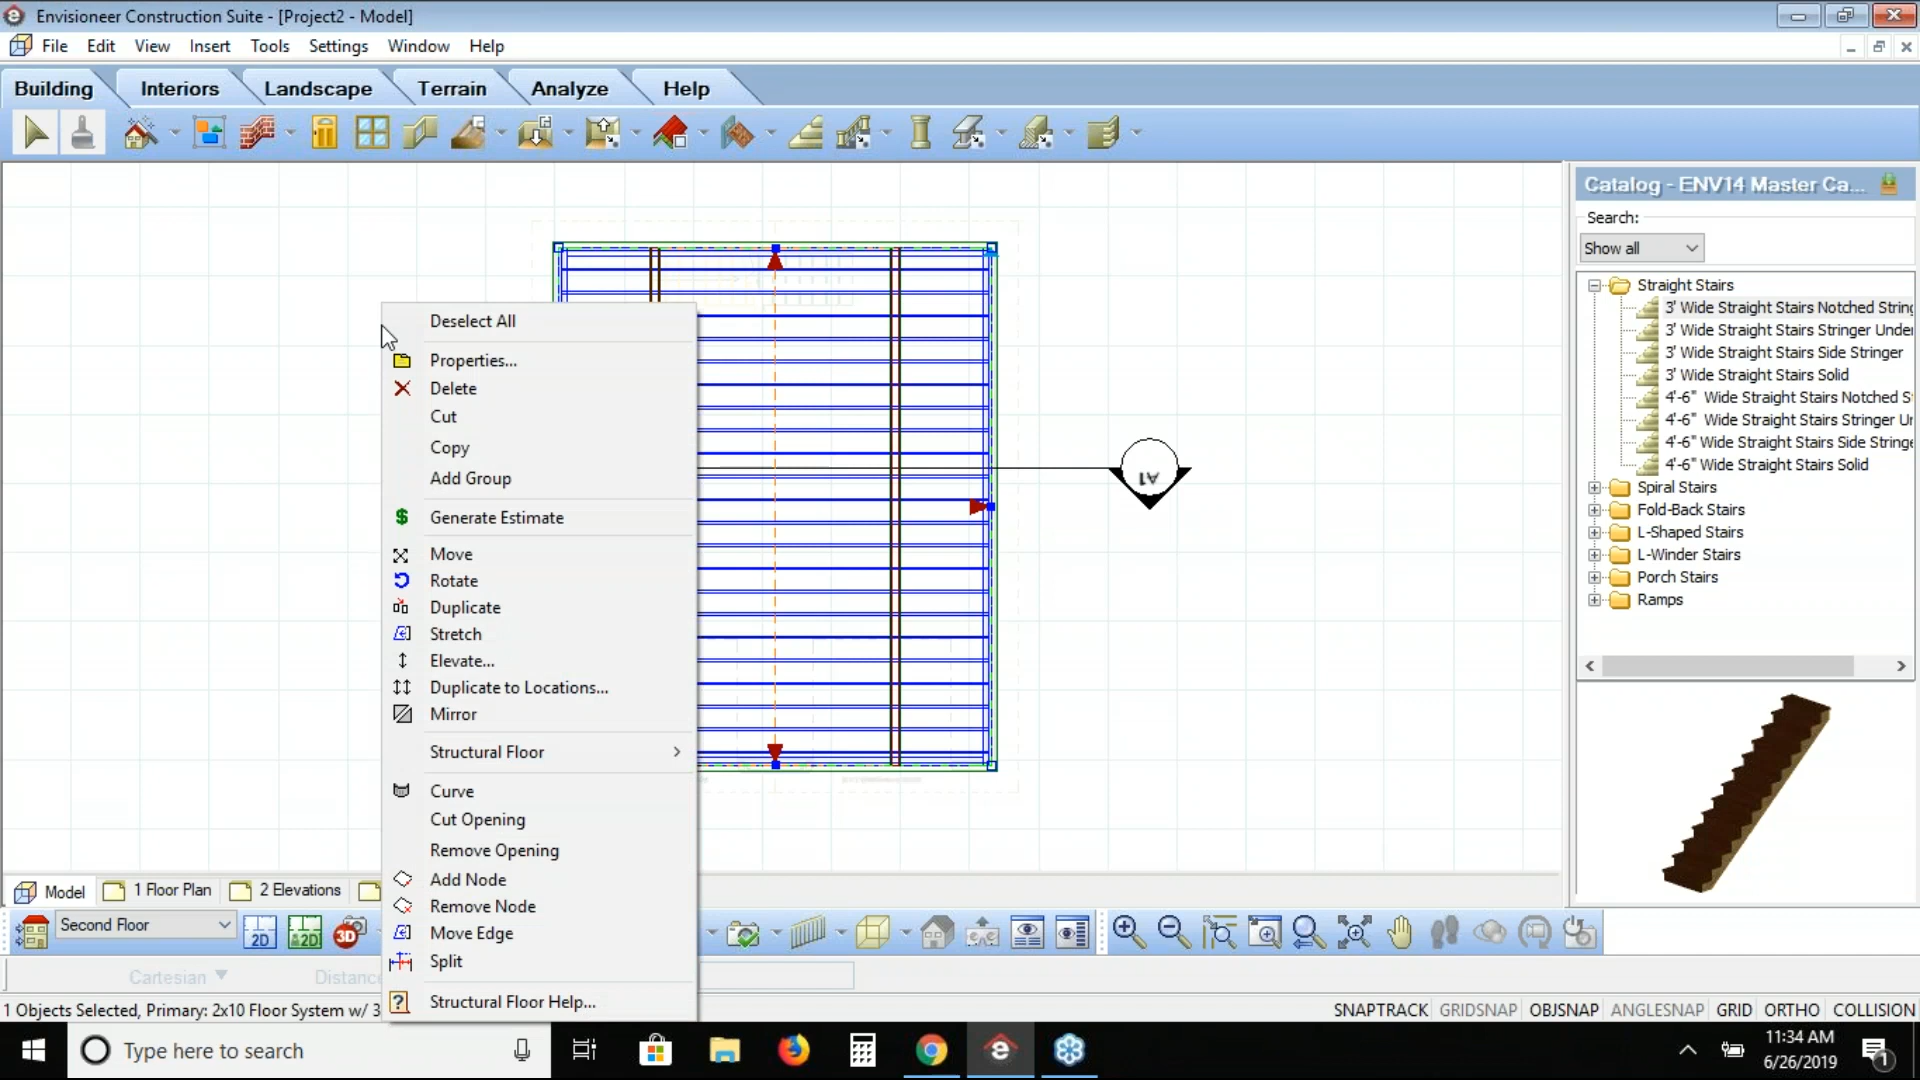 Envisioneer Construction Suite - [Project2 - Model]
File Edit View Insert Tools Settings Window Help
Building Interiors Landscape Terrain Analyze Help
Catalog - ENV14 Master Ca...
Search:
Show all
Straight Stairs
3' Wide Straight Stairs Notched String
3' Wide Straight Stairs Stringer Unde
3' Wide Straight Stairs Side Stringer
3' Wide Straight Stairs Solid
4'-6" Wide Straight Stairs Notched S
4'-6" Wide Straight Stairs Stringer Ur
4'-6" Wide Straight Stairs Side Stringe
4'-6" Wide Straight Stairs Solid
Spiral Stairs
Fold-Back Stairs
L-Shaped Stairs
L-Winder Stairs
Porch Stairs
Ramps
A1
Deselect All
Properties...
Delete
Cut
Copy
Add Group
Generate Estimate
Move
Rotate
Duplicate
Stretch
Elevate...
Duplicate to Locations...
Mirror
Structural Floor
Curve
Cut Opening
Remove Opening
Add Node
Remove Node
Move Edge
Split
Structural Floor Help...
Model 1 Floor Plan 2 Elevations
Second Floor 2D 2D 3D
Cartesian Distanc
1 Objects Selected, Primary: 2x10 Floor System w/ 3
SNAPTRACK GRIDSNAP OBJSNAP ANGLESNAP GRID ORTHO COLLISION
Type here to search
11:34 AM
6/26/2019
1